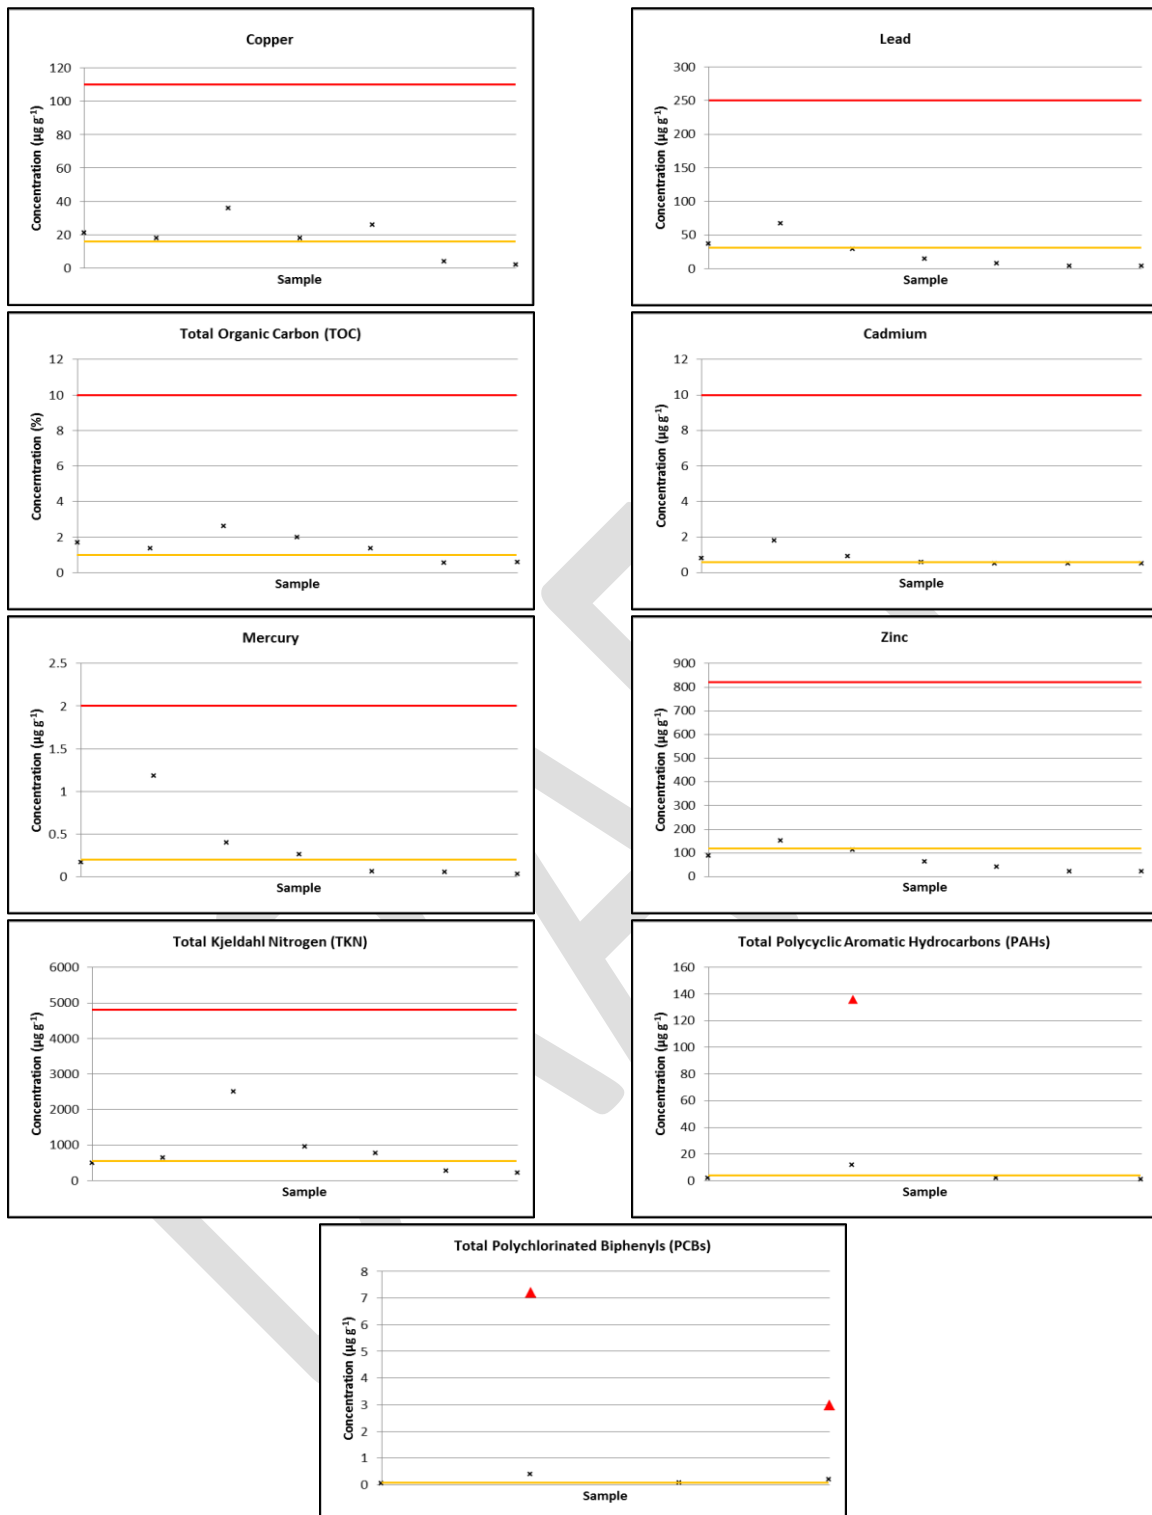 Copper
Concentration (µg g⁻¹)
120
100
80
60
40
20
0
Sample
Lead
Concentration (µg g⁻¹)
300
250
200
150
100
50
0
Sample
Total Organic Carbon (TOC)
Concerntration (%)
12
10
8
6
4
2
0
Sample
Cadmium
Concentration (µg g⁻¹)
12
10
8
6
4
2
0
Sample
Mercury
Concentration (µg g⁻¹)
2.5
2
1.5
1
0.5
0
Sample
Zinc
Concentration (µg g⁻¹)
900
800
700
600
500
400
300
200
100
0
Sample
Total Kjeldahl Nitrogen (TKN)
Concentration (µg g⁻¹)
6000
5000
4000
3000
2000
1000
0
Sample
Total Polycyclic Aromatic Hydrocarbons (PAHs)
Concentration (µg g⁻¹)
160
140
120
100
80
60
40
20
0
Sample
Total Polychlorinated Biphenyls (PCBs)
Concentration (µg g⁻¹)
8
7
6
5
4
3
2
1
0
Sample